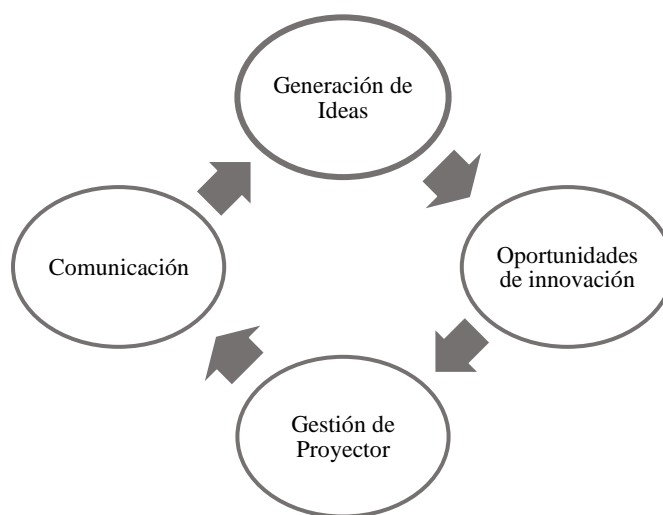 Generación de
Ideas
Oportunidades
de innovación
Gestión de
Proyector
Comunicación